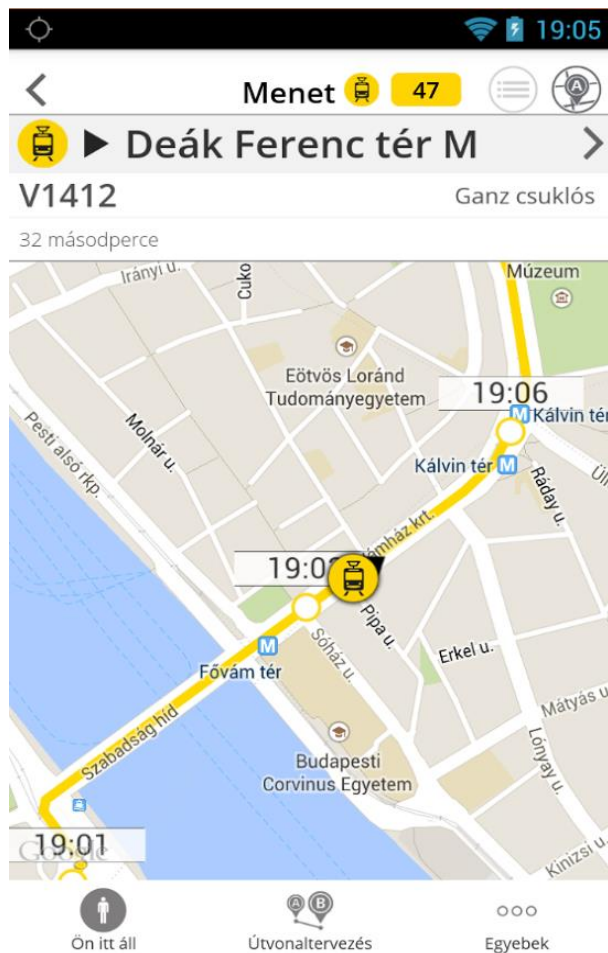 19:05
Menet 47
Deák Ferenc tér M
V1412
Ganz csuklós
32 másodperce
Irányi u.
Cuko
Múzeum
Eötvös Loránd
Tudományegyetem
19:06
M Kálvin tér
Molnár u.
Pesti alsó rkp.
Kálvin tér M
Ráday u.
19:0
Pipa u.
M
Sóház u.
Fővám tér
Erkel u.
Mátyás u
Szabadság híd
Lónyay u.
Budapesti
Corvinus Egyetem
19:01
Kinizsi u.
A
A B
Ön itt áll
Útvonaltervezés
Egyebek